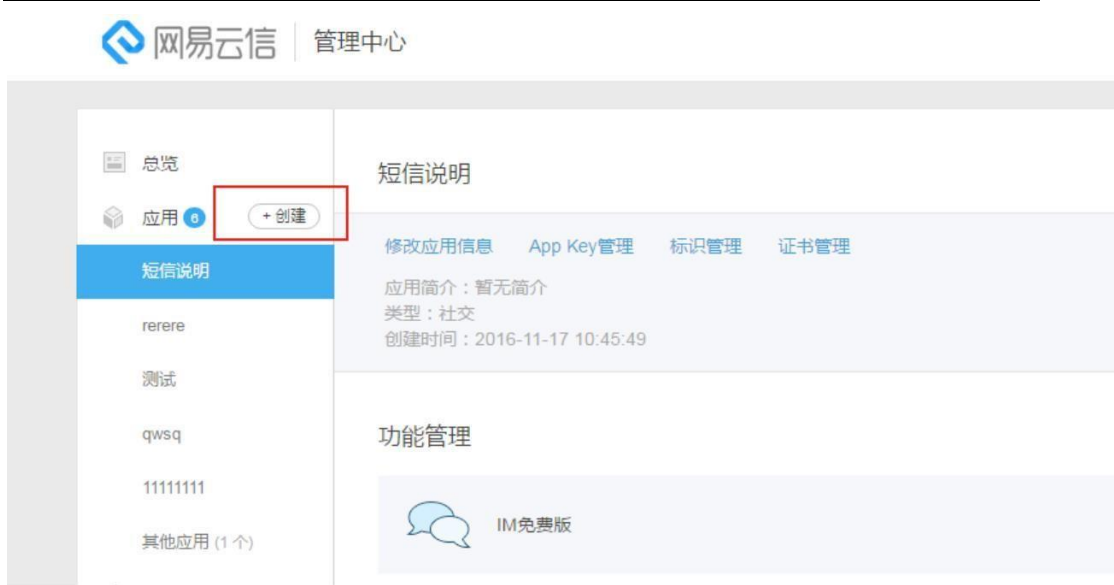 网易云信 管理中心
总览
应用 6 + 创建
短信说明
rerere
测试
qwsq
11111111
其他应用 (1 个)
短信说明
修改应用信息 App Key管理 标识管理 证书管理
应用简介：暂无简介
类型：社交
创建时间：2016-11-17 10:45:49
功能管理
IM免费版